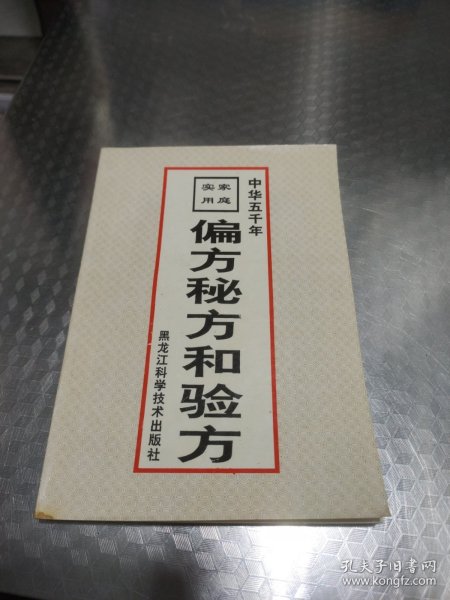 中华五千年
家庭
实用
偏方秘方和验方
黑龙江科学技术出版社
孔夫子旧书网
www.kongfz.com